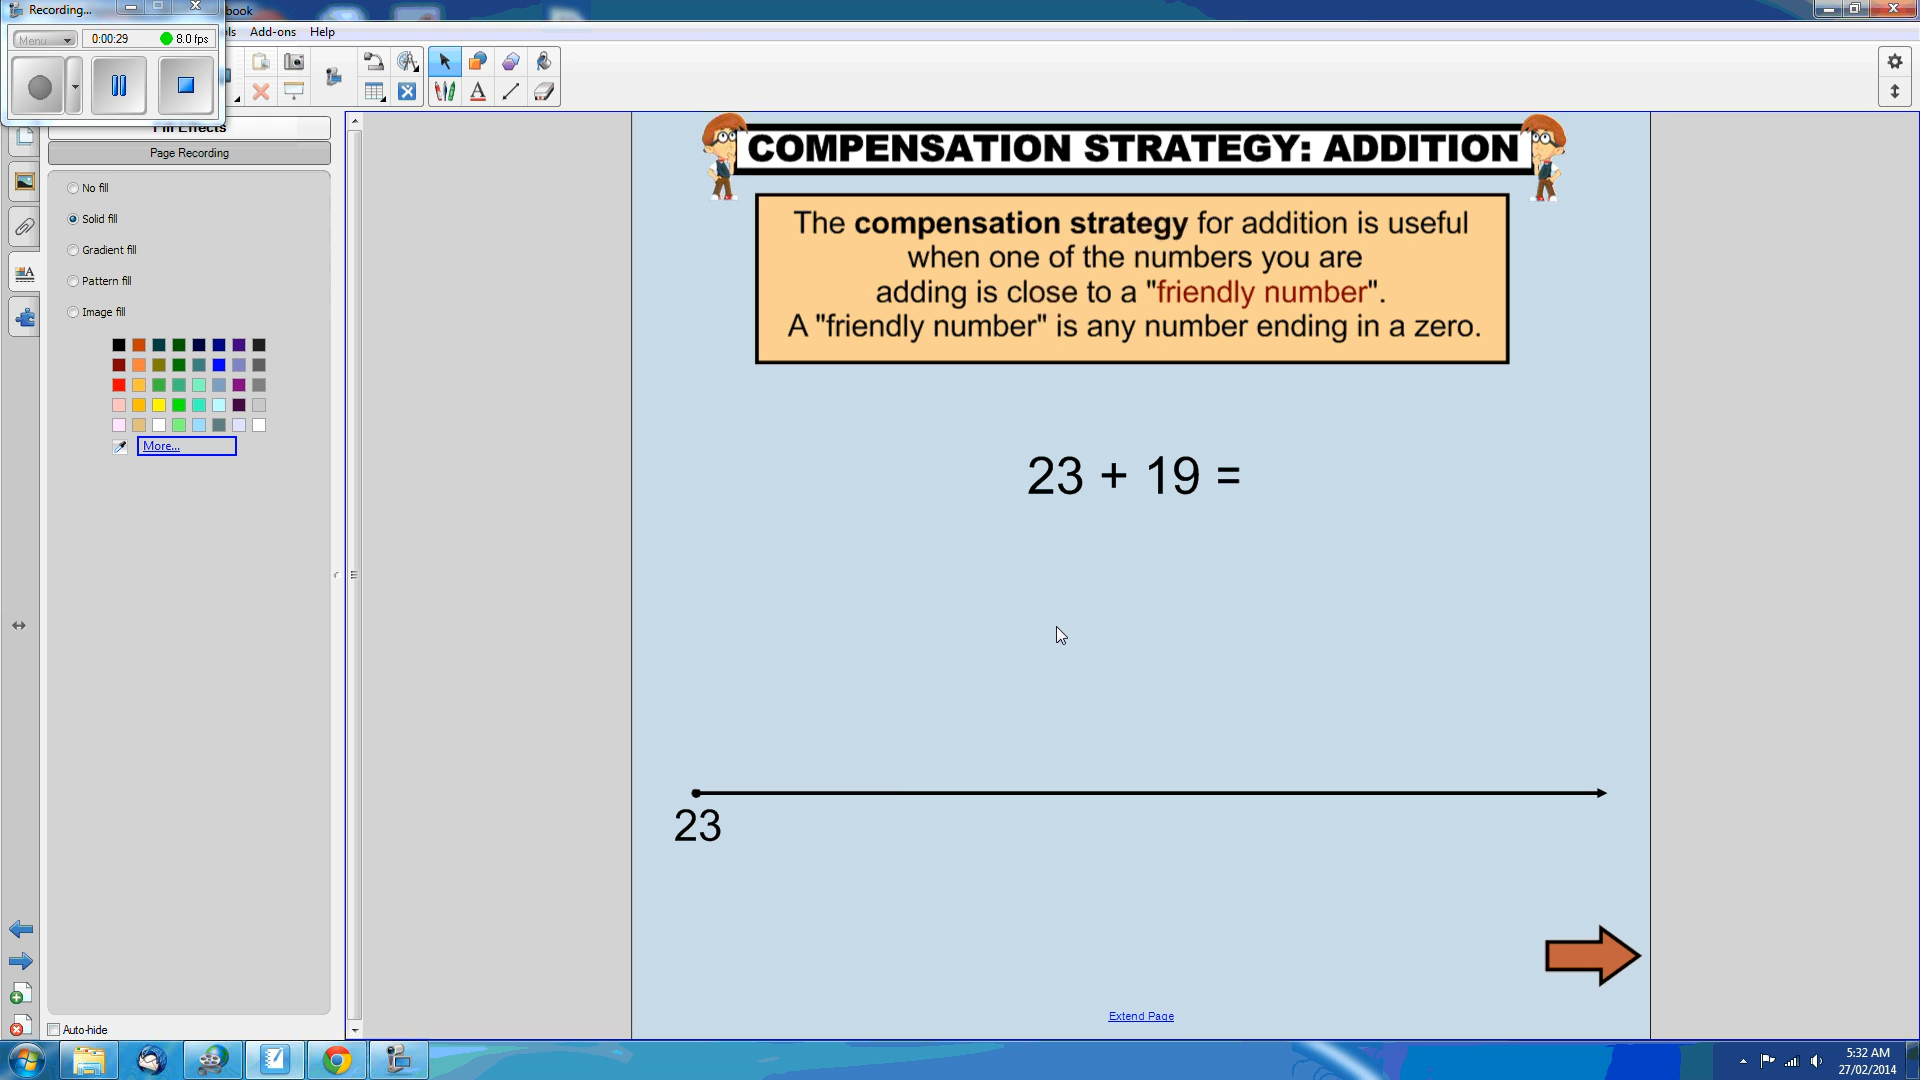 Recording...
book
Menu
0:00:29
8.0 fps
ls
Add-ons
Help
Fill Effects
Page Recording
No fill
Solid fill
Gradient fill
Pattern fill
Image fill
More...
Auto-hide
COMPENSATION STRATEGY: ADDITION
The compensation strategy for addition is useful
when one of the numbers you are
adding is close to a "friendly number".
A "friendly number" is any number ending in a zero.
23 + 19 =
23
Extend Page
5:32 AM
27/02/2014